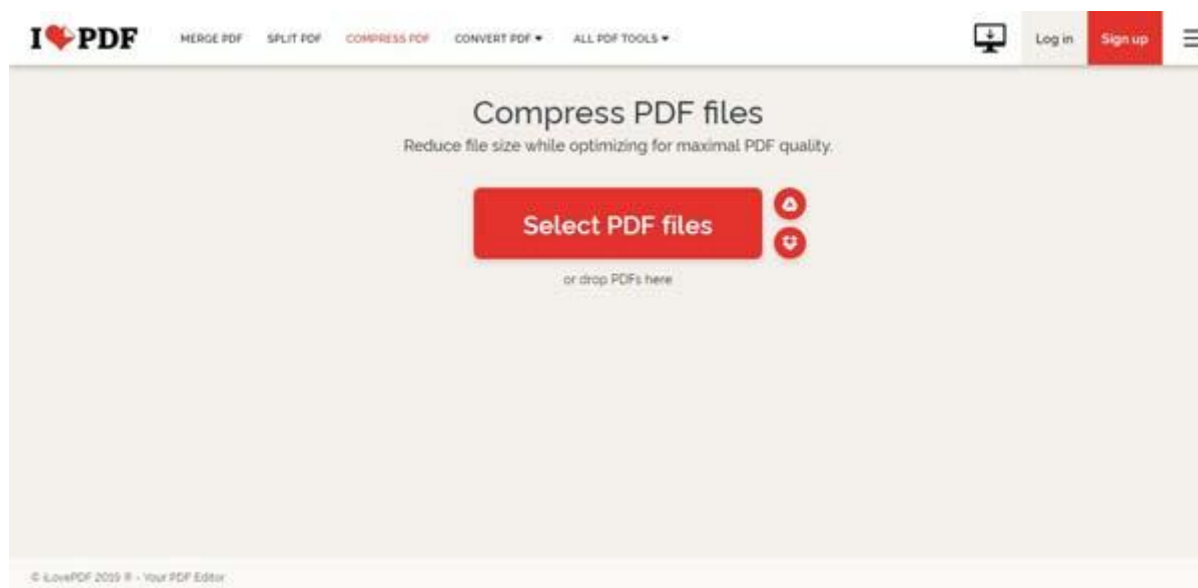 I PDF
MERGE PDF SPLIT PDF COMPRESS PDF CONVERT PDF ALL PDF TOOLS Log in Sign up
Compress PDF files
Reduce file size while optimizing for maximal PDF quality.
Select PDF files
or drop PDFs here
© iLovePDF 2019 ® - Your PDF Editor